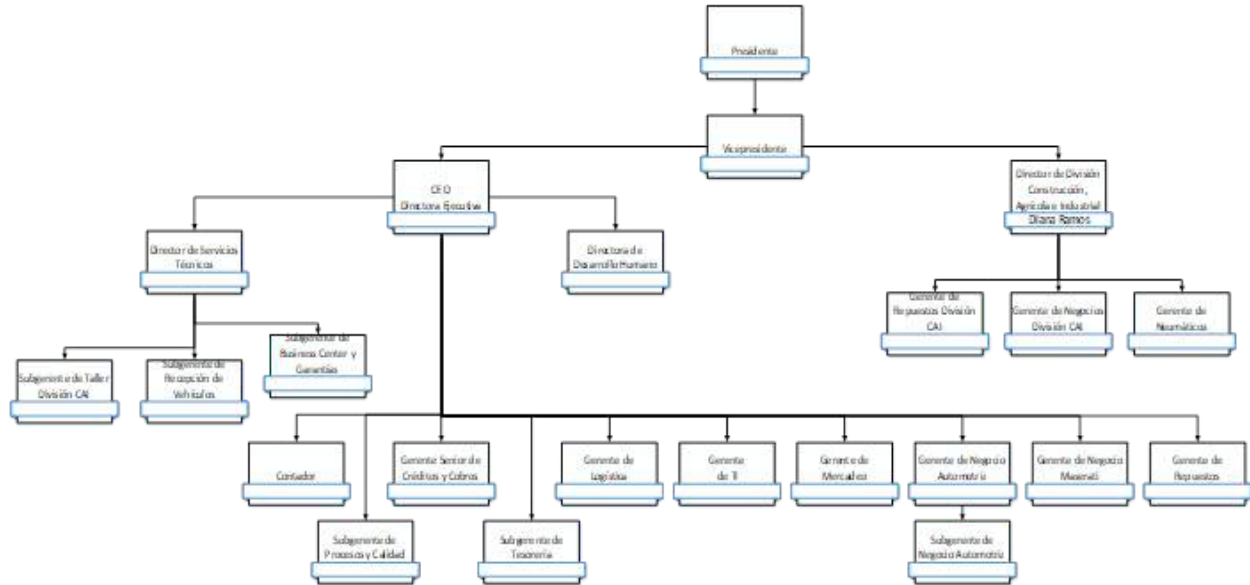 Presidente
Vicepresidente
CEO
Directora Ejecutiva
Director de División
Construcción,
Agrícola e Industrial
Diana Ramos
Director de Servicios
Técnicos
Directora de
Desarrollo Humano
Gerente de
Repuestos División
CAI
Gerente de Negocios
División CAI
Gerente de
Neumáticos
Subgerente de Taller
División CAI
Subgerente de
Recepción de
Vehículos
Subgerente de
Business Center y
Garantías
Contador
Gerente Senior de
Créditos y Cobros
Gerente de
Logística
Gerente
de TI
Gerente de
Mercadeo
Gerente de Negocio
Automotriz
Gerente de Negocio
Maserati
Gerente de
Repuestos
Subgerente de
Procesos y Calidad
Subgerente de
Tesorería
Subgerente de
Negocio Automotriz